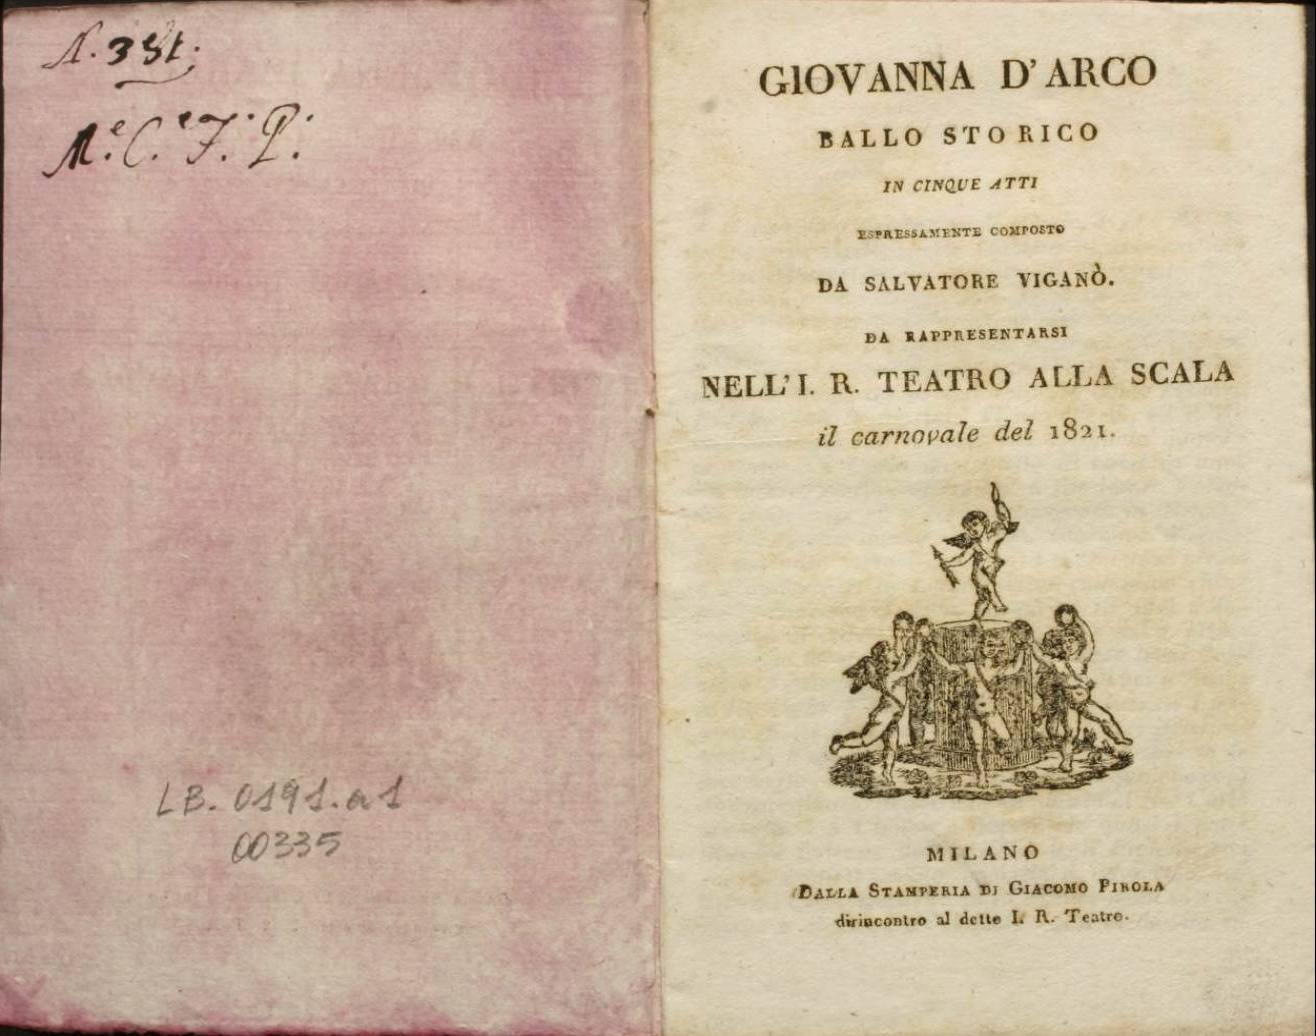 N. 331.
M.e C.e F. P.
LB. 0191.a1
00335
GIOVANNA D'ARCO
BALLO STORICO
IN CINQUE ATTI
ESPRESSAMENTE COMPOSTO
DA SALVATORE VIGANÒ.
DA RAPPRESENTARSI
NELL' I. R. TEATRO ALLA SCALA
il carnovale del 1821.
MILANO
DALLA STAMPERIA DI GIACOMO PIROLA
dirincontro al detto I. R. Teatro.